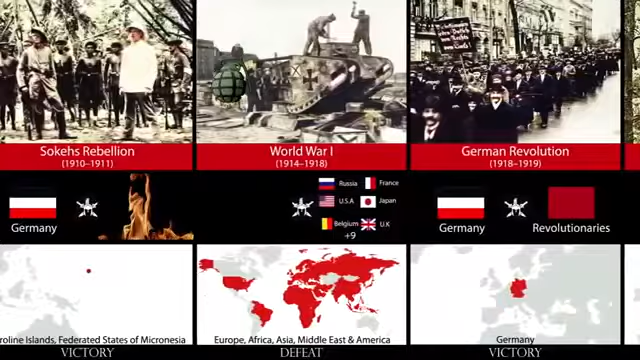 Sokehs Rebellion
(1910–1911)
World War I
(1914–1918)
German Revolution
(1918–1919)
Germany
Russia
France
U.S.A
Japan
Belgium
U.K
+9
Germany
Revolutionaries
roline Islands, Federated States of Micronesia
VICTORY
Europe, Africa, Asia, Middle East & America
DEFEAT
Germany
VICTORY